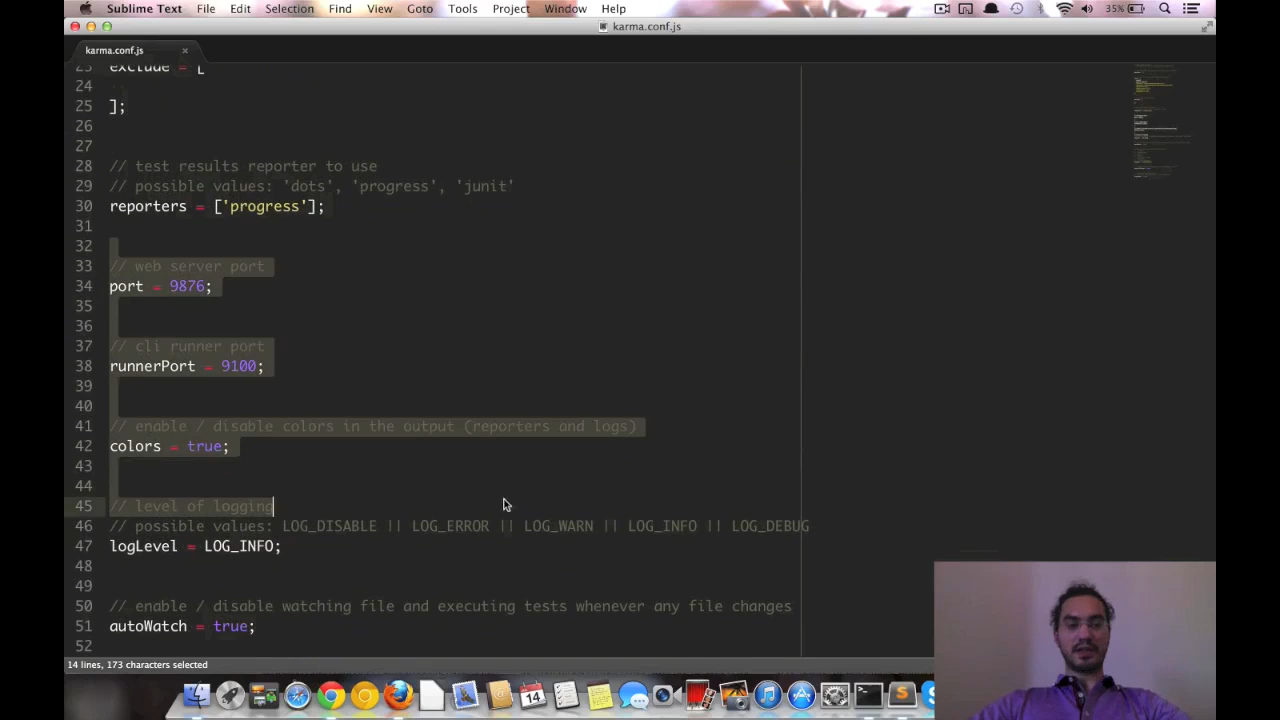 Sublime Text File Edit Selection Find View Goto Tools Project Window Help 35%
karma.conf.js
karma.conf.js
23 exclude = [
24
25 ];
26
27
28 // test results reporter to use
29 // possible values: 'dots', 'progress', 'junit'
30 reporters = ['progress'];
31
32
33 // web server port
34 port = 9876;
35
36
37 // cli runner port
38 runnerPort = 9100;
39
40
41 // enable / disable colors in the output (reporters and logs)
42 colors = true;
43
44
45 // level of logging
46 // possible values: LOG_DISABLE || LOG_ERROR || LOG_WARN || LOG_INFO || LOG_DEBUG
47 logLevel = LOG_INFO;
48
49
50 // enable / disable watching file and executing tests whenever any file changes
51 autoWatch = true;
52
14 lines, 173 characters selected
14